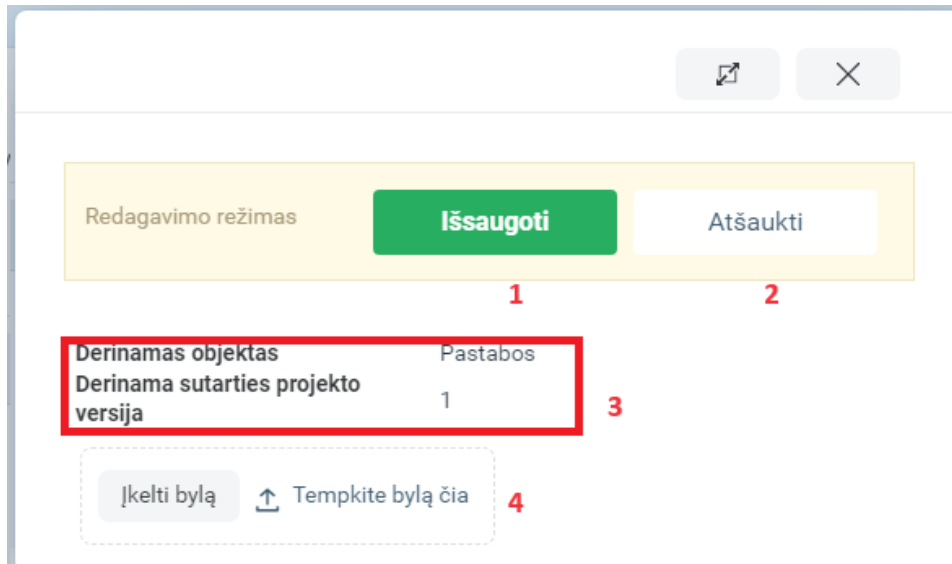 Redagavimo režimas Išsaugoti Atšaukti
1 2
Derinamas objektas Pastabos
Derinama sutarties projekto
versija 1
3
Įkelti bylą Tempkite bylą čia 4